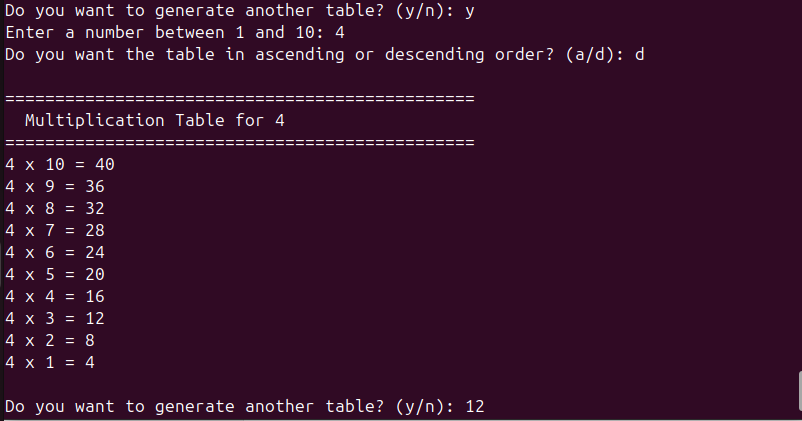 Do you want to generate another table? (y/n): y
Enter a number between 1 and 10: 4
Do you want the table in ascending or descending order? (a/d): d
===============================================
Multiplication Table for 4
===============================================
4 x 10 = 40
4 x 9 = 36
4 x 8 = 32
4 x 7 = 28
4 x 6 = 24
4 x 5 = 20
4 x 4 = 16
4 x 3 = 12
4 x 2 = 8
4 x 1 = 4
Do you want to generate another table? (y/n): 12